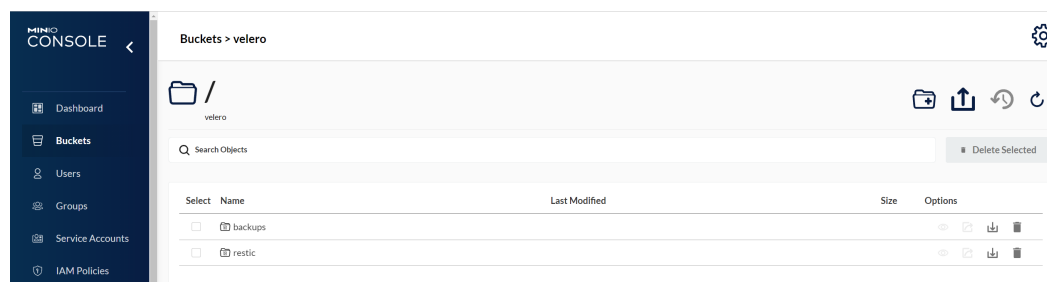 MINIO
CONSOLE
Dashboard
Buckets
Users
Groups
Service Accounts
IAM Policies
Buckets > velero
/
velero
Search Objects
Delete Selected
Select Name Last Modified Size Options
backups
restic